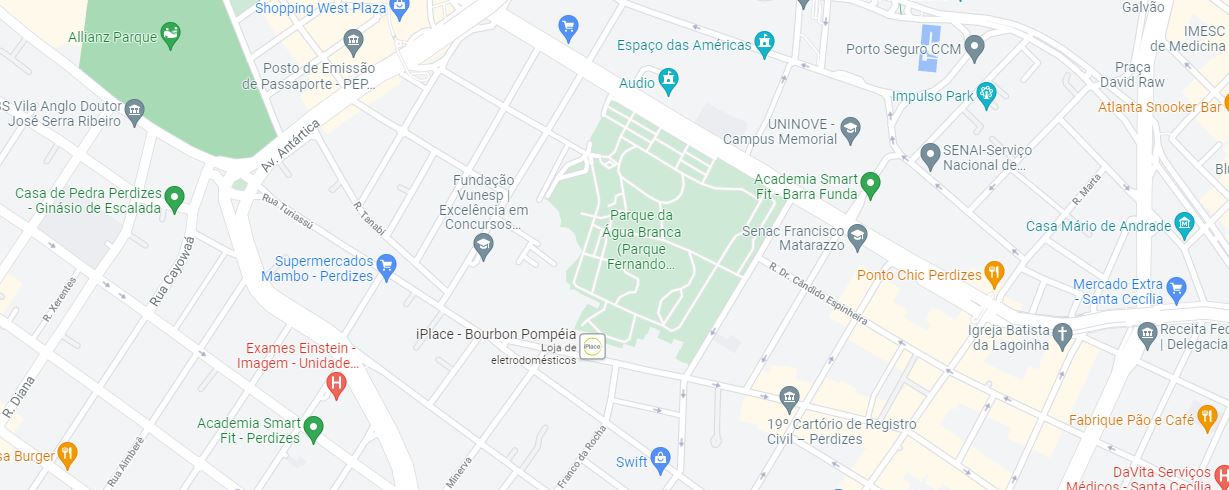 Shopping West Plaza
Galvão
Allianz Parque
Posto de Emissão
de Passaporte - PEP...
Espaço das Américas
Audio
Porto Seguro CCM
IMESC
de Medicina
Praça
David Raw
Impulso Park
Atlanta Snooker Bar
Vila Anglo Doutor
José Serra Ribeiro
Av. Antártica
UNINOVE -
Campus Memorial
SENAI-Serviço
Nacional de...
Fundação
Vunesp |
Excelência em
Concursos...
Academia Smart
Fit - Barra Funda
Casa de Pedra Perdizes
- Ginásio de Escalada
Rua Turiassú
R. Tanabí
R. Marta
Parque da
Água Branca
(Parque
Fernando...
Senac Francisco
Matarazzo
Casa Mário de Andrade
Rua Cayowaá
Supermercados
Mambo - Perdizes
R. Dr. Cândido Espinheira
Ponto Chic Perdizes
Mercado Extra
- Santa Cecília
R. Xerentes
iPlace - Bourbon Pompéia
Loja de
eletrodomésticos
iPlace
Igreja Batista
da Lagoinha
Receita Fed
| Delegacia
Exames Einstein -
Imagem - Unidade...
R. Diana
19º Cartório de Registro
Civil – Perdizes
Academia Smart
Fit - Perdizes
Fabrique Pão e Café
Burger
Rua Aimberê
Minerva
Franco da Rocha
Swift
DaVita Serviços
Médicos - Santa Cecília